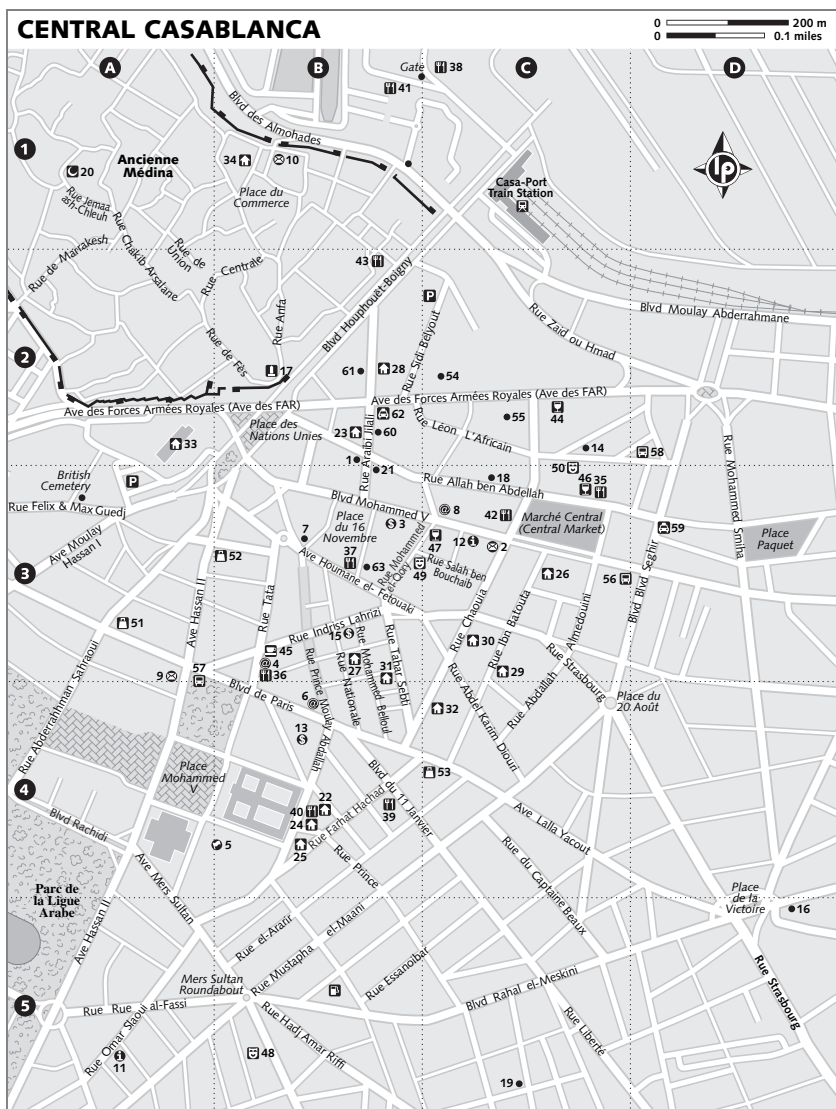 CENTRAL CASABLANCA
0 200 m
0 0.1 miles
A
B
C
D
1
2
3
4
5
lp
Gate
38
41
Blvd des Almohades
Ancienne
Médina
20
34
10
Place du
Commerce
Casa-Port
Train Station
Rue Jemaa
ash-Chleuh
Rue Chakib Arsalane
Rue de
Union
Rue de Marrakesh
Rue Centrale
43
Blvd Houphouët-Boigny
Rue Anfa
P
Rue Zaid ou Hmad
Blvd Moulay Abderrahmane
Rue de Fès
17
61
28
Rue Sidi Belyout
54
Ave des Forces Armées Royales (Ave des FAR)
Ave des Forces Armées Royales (Ave des FAR)
62
55
44
Place des
Nations Unies
23
60
Rue Léon L'Africain
14
33
Rue Araibi Jilali
1
21
50
58
British
Cemetery
P
18
46
35
Rue Allah ben Abdellah
Rue Mohammed Smiha
Rue Felix & Max Guedj
Blvd Mohammed V
8
42
Marché Central
(Central Market)
59
Place
Paquet
Ave Moulay
Hassan I
7
Place
du 16
Novembre
3
12
2
47
Rue Mohammed
el-Qory
37
52
63
49
Rue Salah ben
Bouchaib
26
56
Blvd Blvd Seghir
Ave Houmane el-Fetouaki
Ave Hassan II
Rue Tata
51
Rue Indriss Lahrizi
15
Rue Chaouia
Rue Ibn Batouta
Almedouini
30
45
4
36
Rue Tahar Sebti
31
27
Rue Mohammed Belloul
Rue Nationale
Rue Prince Moulay Abdallah
29
Rue Strasbourg
9
57
Blvd de Paris
6
32
Rue Abdel Karim Diouri
Rue Abdallah
Place du
20 Août
Rue Abderrahhman Sahraoui
13
Place
Mohammed
V
53
Blvd du 11 Janvier
22
40
24
25
39
Rue Farhat Hachad
Ave Lalla Yacout
Blvd Rachidi
5
Rue Prince
Rue du Captaine Beaux
Parc de
la Ligue
Arabe
Ave Mers Sultan
Place
de la
Victoire
16
Ave Hassan II
Rue el-Ararir
Rue Mustapha el-Maani
Rue Essanoibar
Mers Sultan
Roundabout
Blvd Rahal el-Meskini
Rue Strasbourg
Rue Rue al-Fassi
Rue Omar Slaoui
Rue Hadj Amar Riffi
Rue Liberté
11
48
19